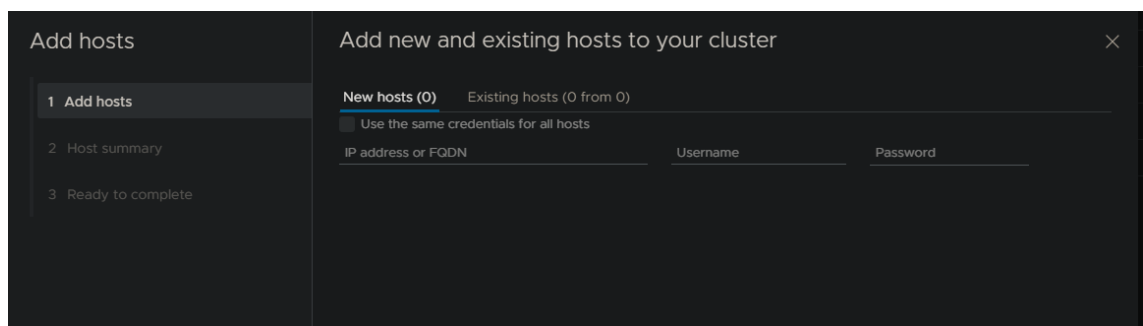 Add hosts
1 Add hosts
2 Host summary
3 Ready to complete
Add new and existing hosts to your cluster
New hosts (0) Existing hosts (0 from 0)
Use the same credentials for all hosts
IP address or FQDN Username Password